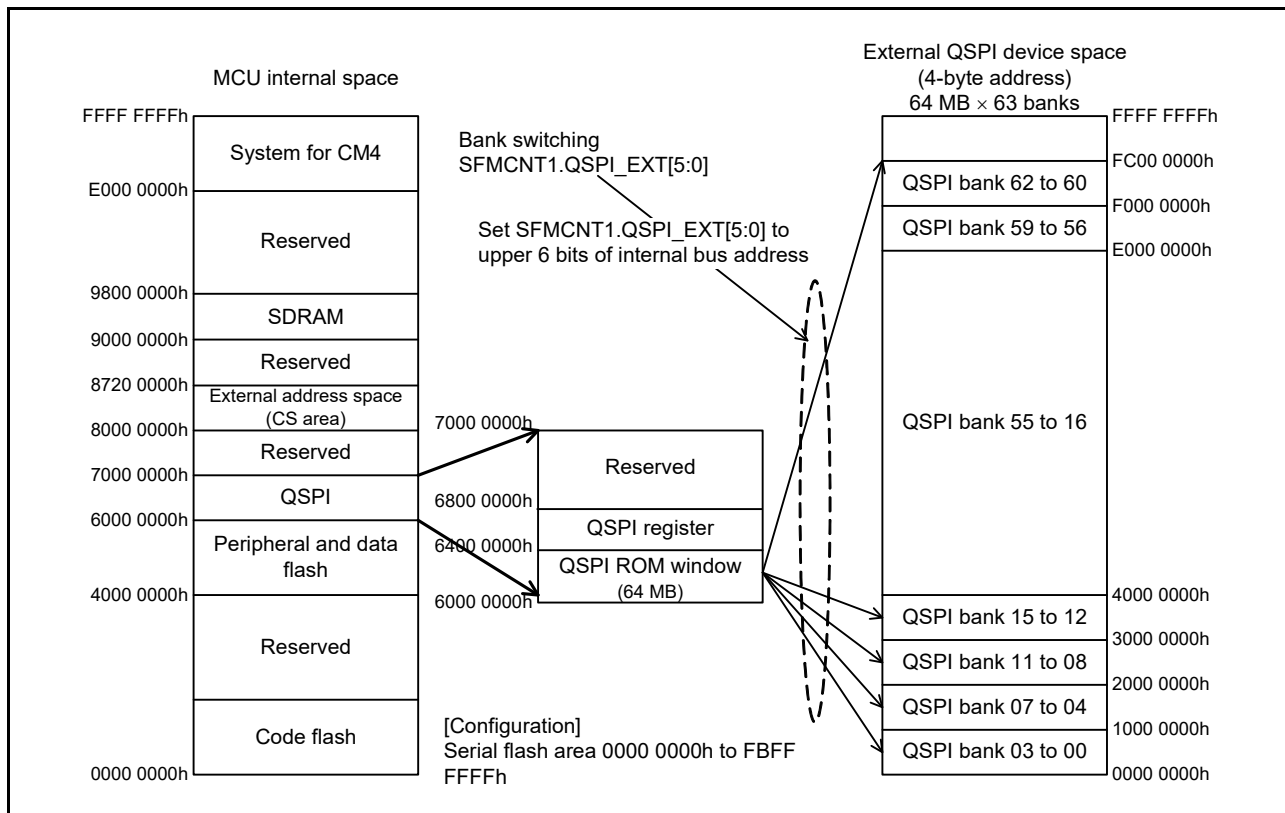 MCU internal space
FFFF FFFFh
System for CM4
E000 0000h
Reserved
9800 0000h
SDRAM
9000 0000h
Reserved
8720 0000h
External address space
(CS area)
8000 0000h
Reserved
7000 0000h
QSPI
6000 0000h
Peripheral and data
flash
4000 0000h
Reserved
Code flash
0000 0000h
7000 0000h
Reserved
6800 0000h
QSPI register
6400 0000h
QSPI ROM window
(64 MB)
6000 0000h
Bank switching
SFMCNT1.QSPI_EXT[5:0]
Set SFMCNT1.QSPI_EXT[5:0] to
upper 6 bits of internal bus address
[Configuration]
Serial flash area 0000 0000h to FBFF
FFFFh
External QSPI device space
(4-byte address)
64 MB × 63 banks
FFFF FFFFh
FC00 0000h
QSPI bank 62 to 60
F000 0000h
QSPI bank 59 to 56
E000 0000h
QSPI bank 55 to 16
4000 0000h
QSPI bank 15 to 12
3000 0000h
QSPI bank 11 to 08
2000 0000h
QSPI bank 07 to 04
1000 0000h
QSPI bank 03 to 00
0000 0000h